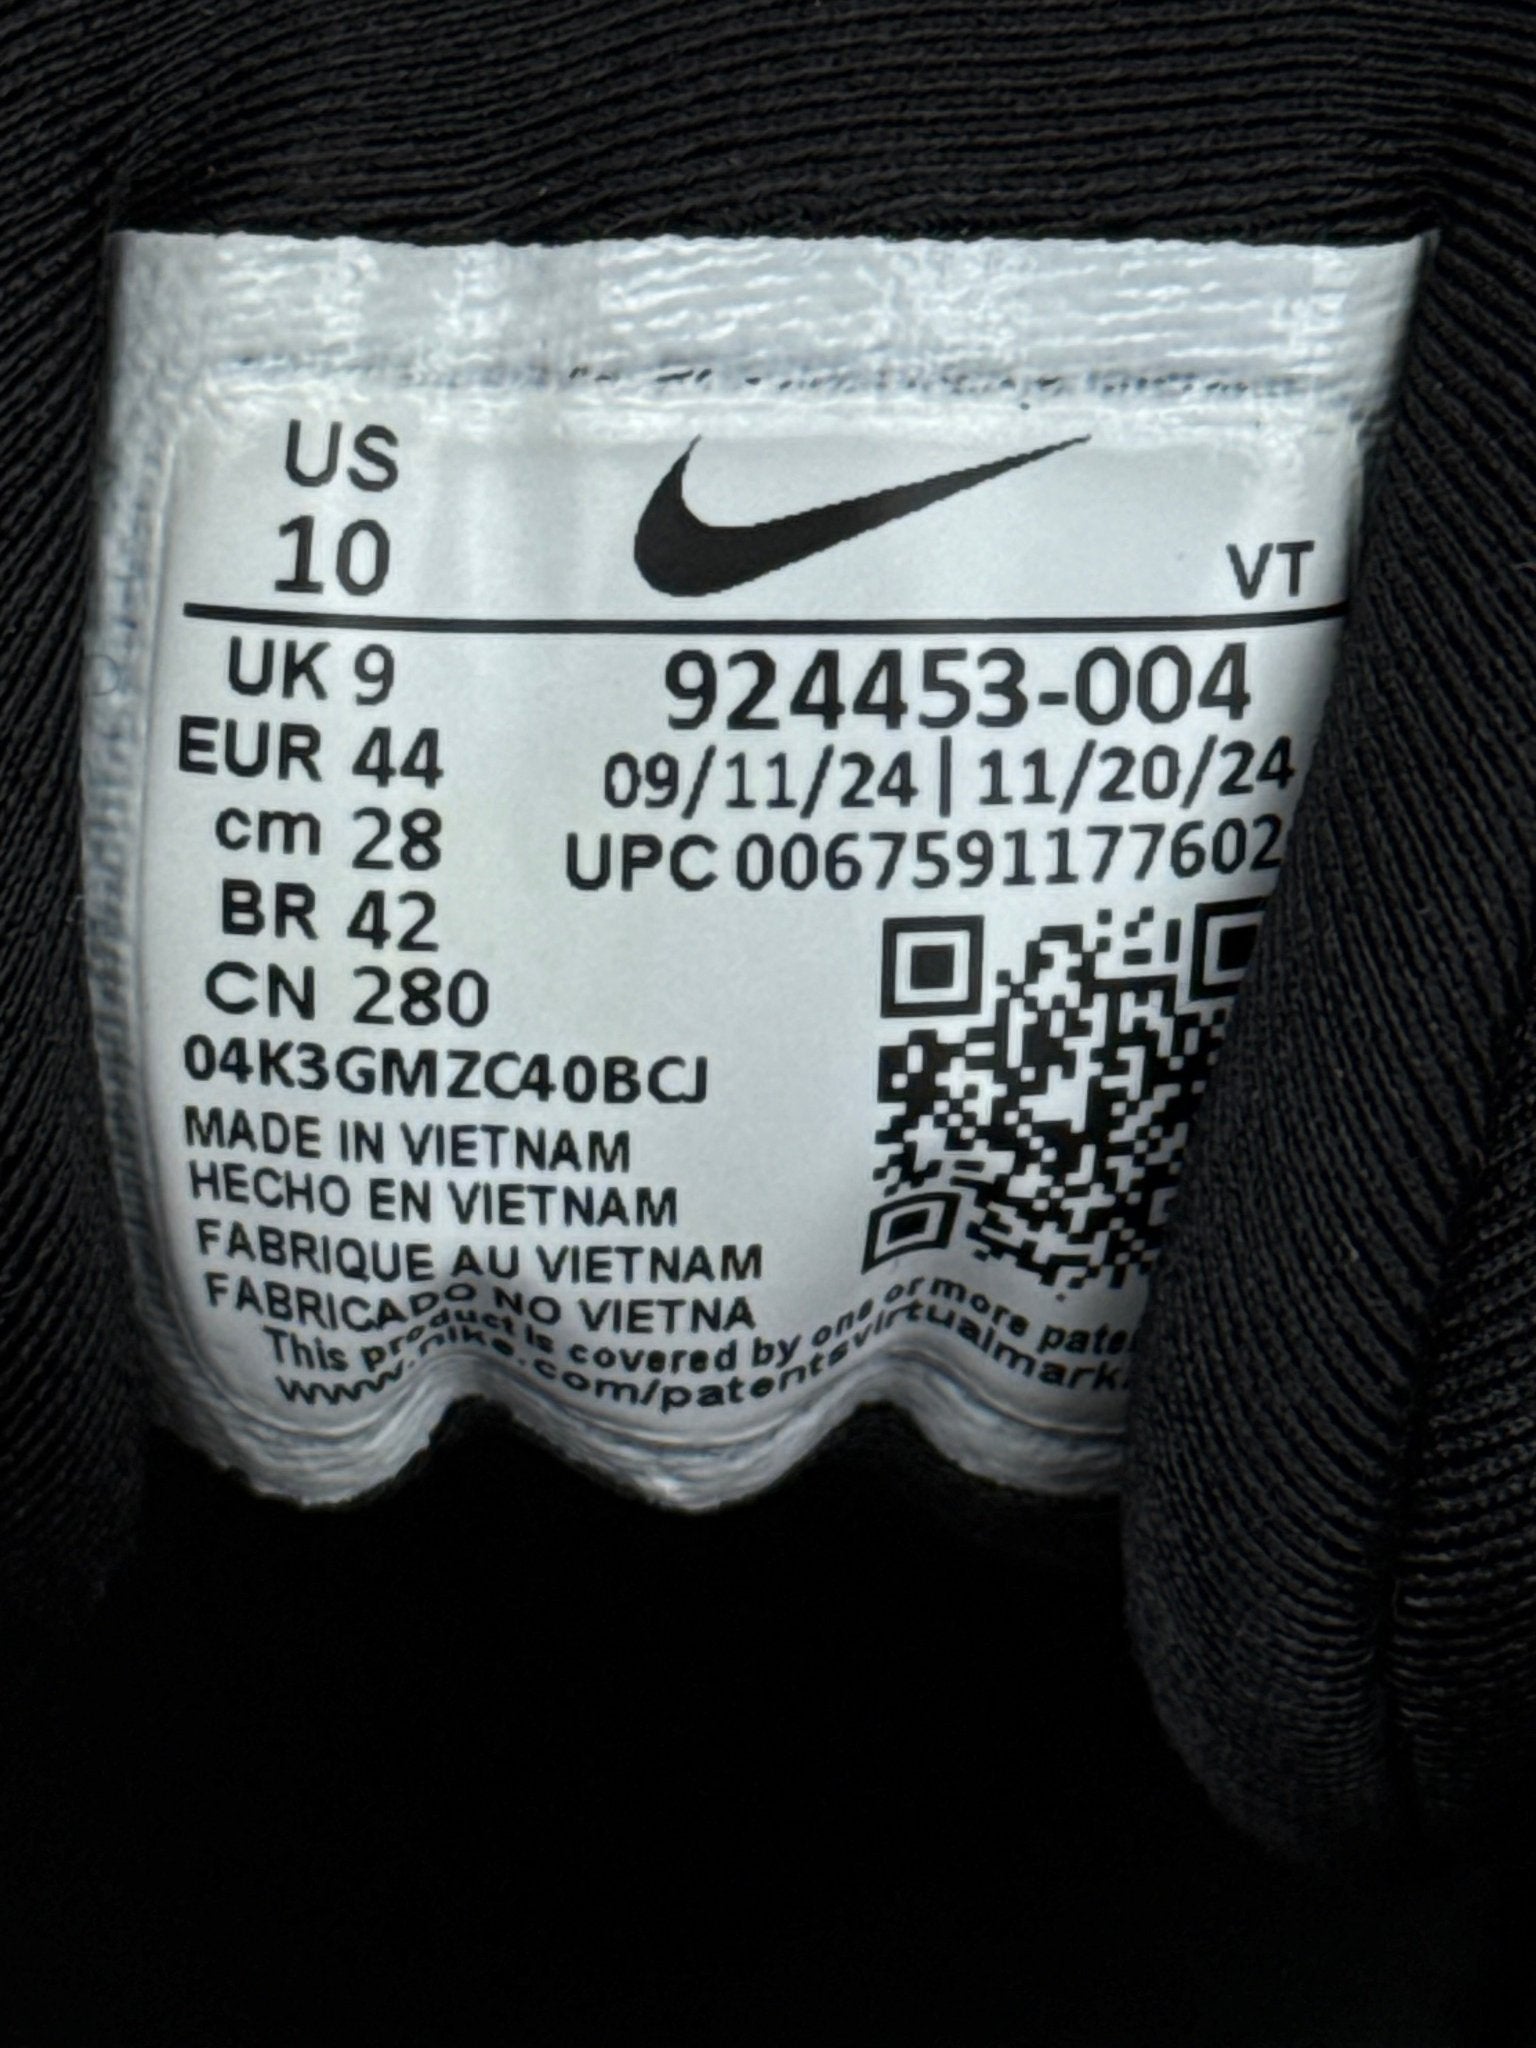 US
10
VT
UK 9
EUR 44
cm 28
BR 42
CN 280
924453-004
09/11/24 | 11/20/24
UPC 0067591177602
04K3GMZC40BCJ
MADE IN VIETNAM
HECHO EN VIETNAM
FABRIQUE AU VIETNAM
FABRICADO NO VIETNA
This product is covered by one or more pate
www.nike.com/patentsvirtualmark